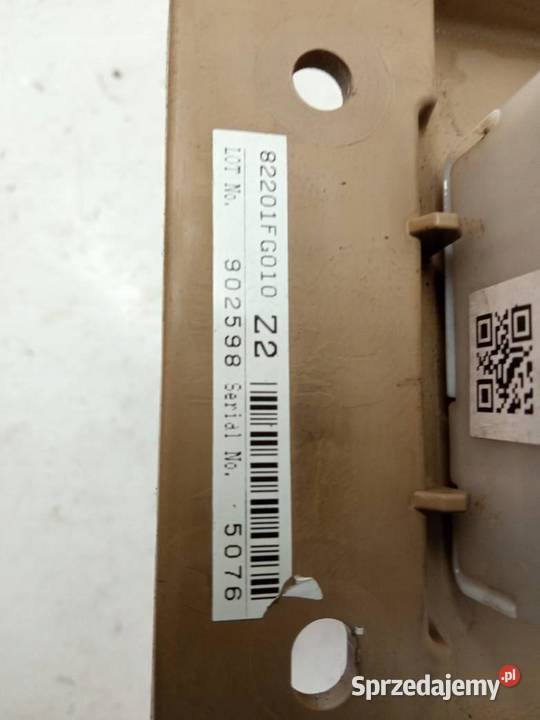 82201FG010 Z2
LOT No. 902598 Serial No. 5076
Sprzedajemy.pl